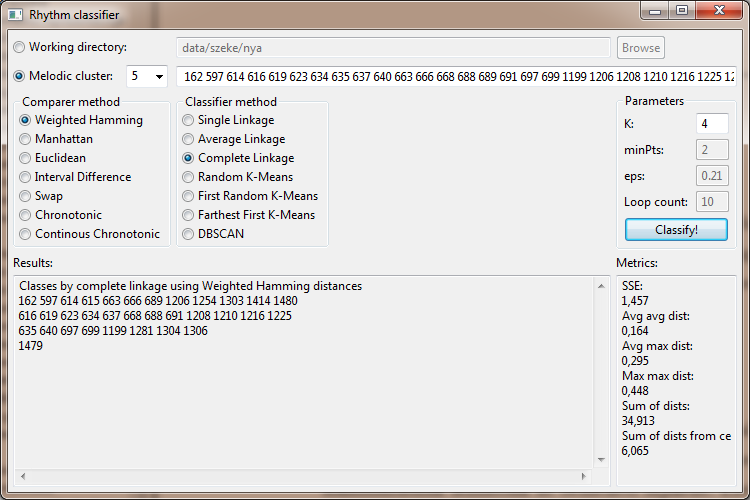 Rhythm classifier
Working directory:
data/szeke/nya
Browse
Melodic cluster:
5
162 597 614 616 619 623 634 635 637 640 663 666 668 688 689 691 697 699 1199 1206 1208 1210 1216 1225 12
Comparer method
Weighted Hamming
Manhattan
Euclidean
Interval Difference
Swap
Chronotonic
Continous Chronotonic
Classifier method
Single Linkage
Average Linkage
Complete Linkage
Random K-Means
First Random K-Means
Farthest First K-Means
DBSCAN
Parameters
K:
4
minPts:
2
eps:
0.21
Loop count:
10
Classify!
Results:
Classes by complete linkage using Weighted Hamming distances
162 597 614 615 663 666 689 1206 1254 1303 1414 1480
616 619 623 634 637 668 688 691 1208 1210 1216 1225
635 640 697 699 1199 1281 1304 1306
1479
Metrics:
SSE:
1,457
Avg avg dist:
0,164
Avg max dist:
0,295
Max max dist:
0,448
Sum of dists:
34,913
Sum of dists from ce
6,065